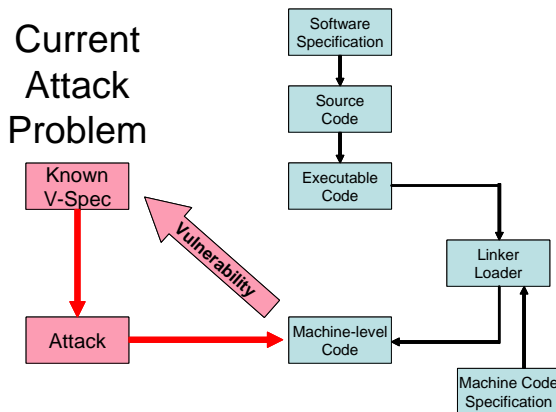 Current
Attack
Problem
Software
Specification
Source
Code
Known
V-Spec
Executable
Code
Vulnerability
Linker
Loader
Attack
Machine-level
Code
Machine Code
Specification